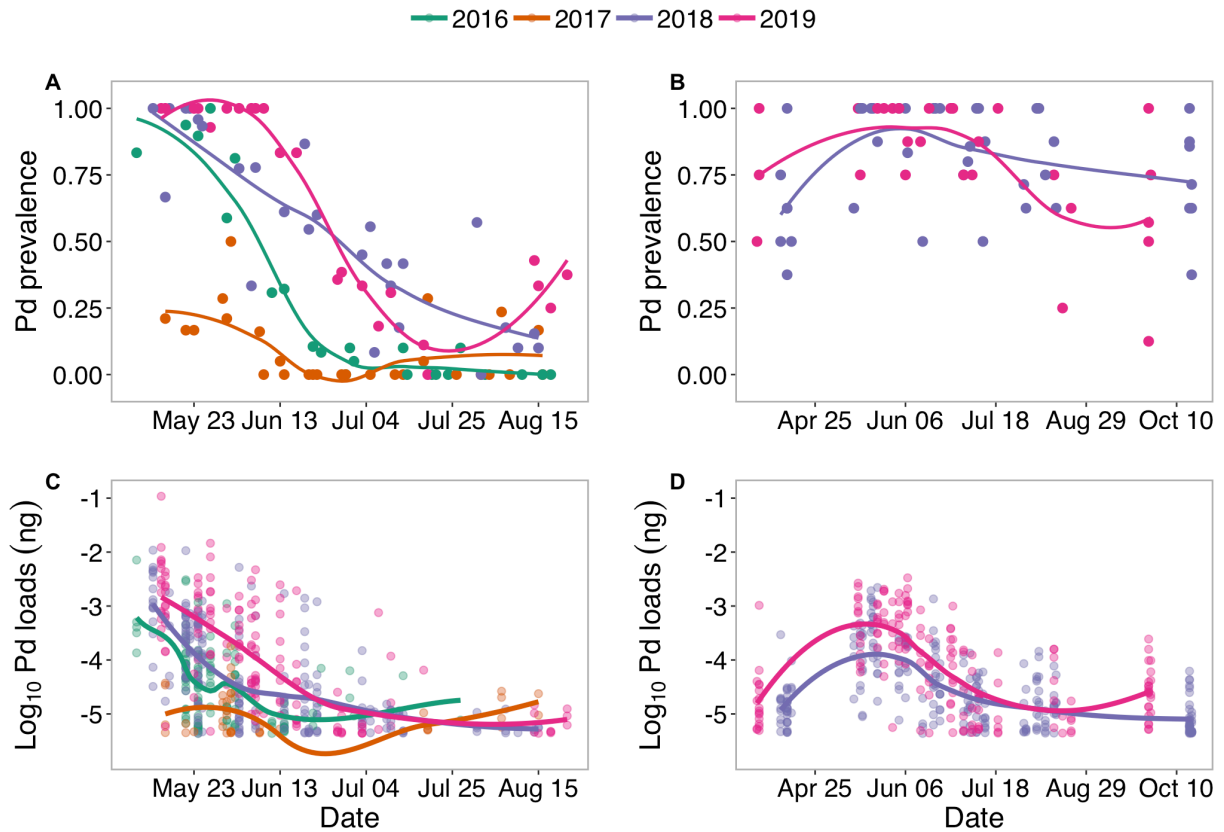 2016 2017 2018 2019
A
B
Pd prevalence
1.00
0.75
0.50
0.25
0.00
May 23 Jun 13 Jul 04 Jul 25 Aug 15
Pd prevalence
1.00
0.75
0.50
0.25
0.00
Apr 25 Jun 06 Jul 18 Aug 29 Oct 10
C
D
Log10 Pd loads (ng)
-1
-2
-3
-4
-5
May 23 Jun 13 Jul 04 Jul 25 Aug 15
Date
Log10 Pd loads (ng)
-1
-2
-3
-4
-5
Apr 25 Jun 06 Jul 18 Aug 29 Oct 10
Date